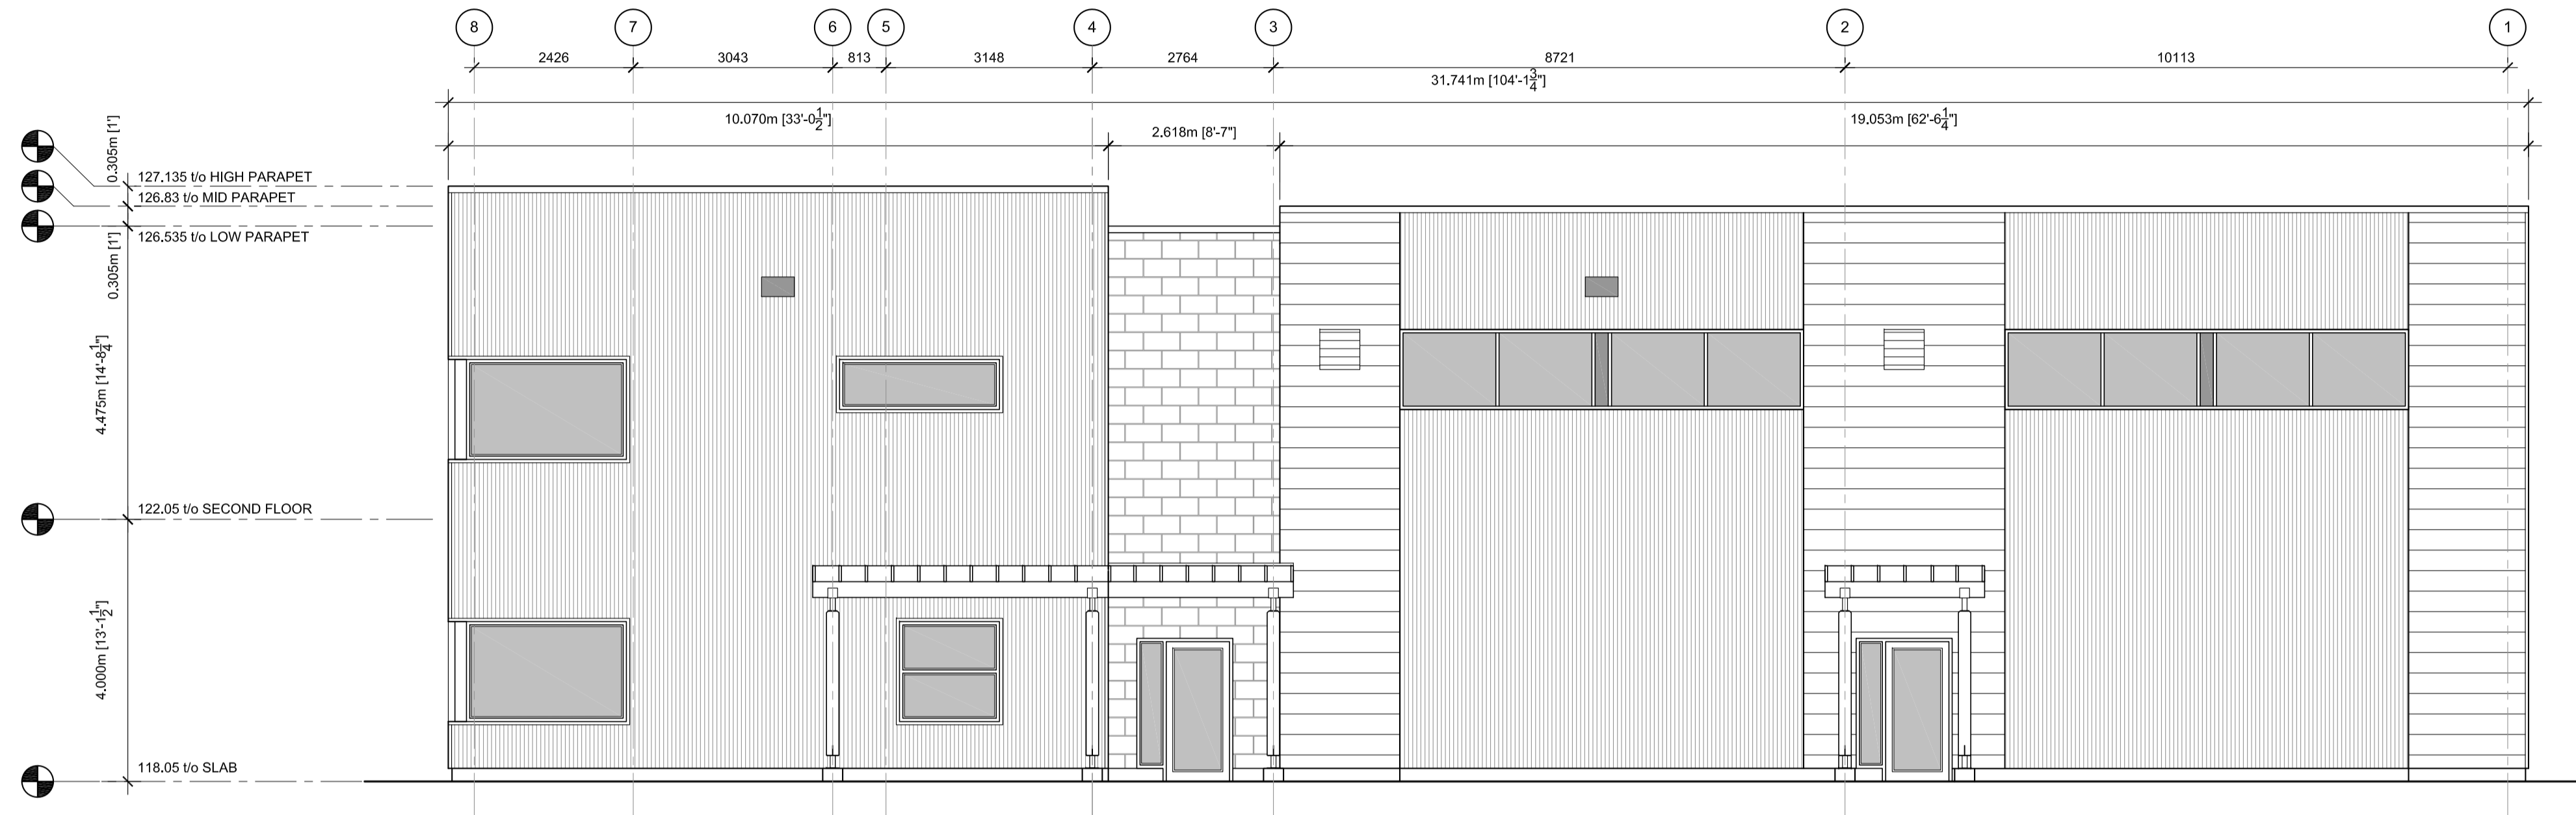 8 7 6 5 4 3 2 1
2426 3043 813 3148 2764 8721 10113
31.741m [104'-1 3/4"]
10.070m [33'-0 1/2"] 2.618m [8'-7"] 19.053m [62'-6 1/4"]
0.305m [1']
127.135 t/o HIGH PARAPET
126.83 t/o MID PARAPET
126.535 t/o LOW PARAPET
0.305m [1']
4.475m [14'-8 1/4"]
122.05 t/o SECOND FLOOR
4.000m [13'-1 1/2"]
118.05 t/o SLAB